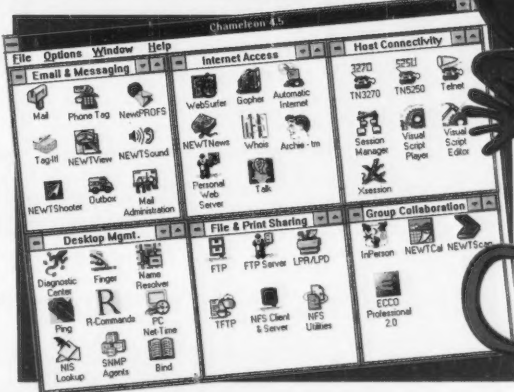 Chameleon 4.5
File Options Window Help
Email & Messaging
Mail
Phone Tag
NewtPROFS
Tag-It!
NEWTView
NEWTSound
NEWTShooter
Outbox
Mail Administration
Internet Access
WebSurfer
Gopher
Automatic Internet
NEWTNews
Whois
Archie - tm
Personal Web Server
Talk
Host Connectivity
3270
TN3270
5250
TN5250
Telnet
Session Manager
Visual Script Player
Visual Script Editor
Xsession
Desktop Mgmt.
Diagnostic Center
Finger
Name Resolver
Ping
R
R-Commands
PC Net-Time
NIS Lookup
SNMP Agents
Bind
File & Print Sharing
FTP
FTP Server
LPR/LPD
TFTP
NFS Client & Server
NFS Utilities
Group Collaboration
InPerson
NEWTCal
NEWTScan
ECCO Professional 2.0